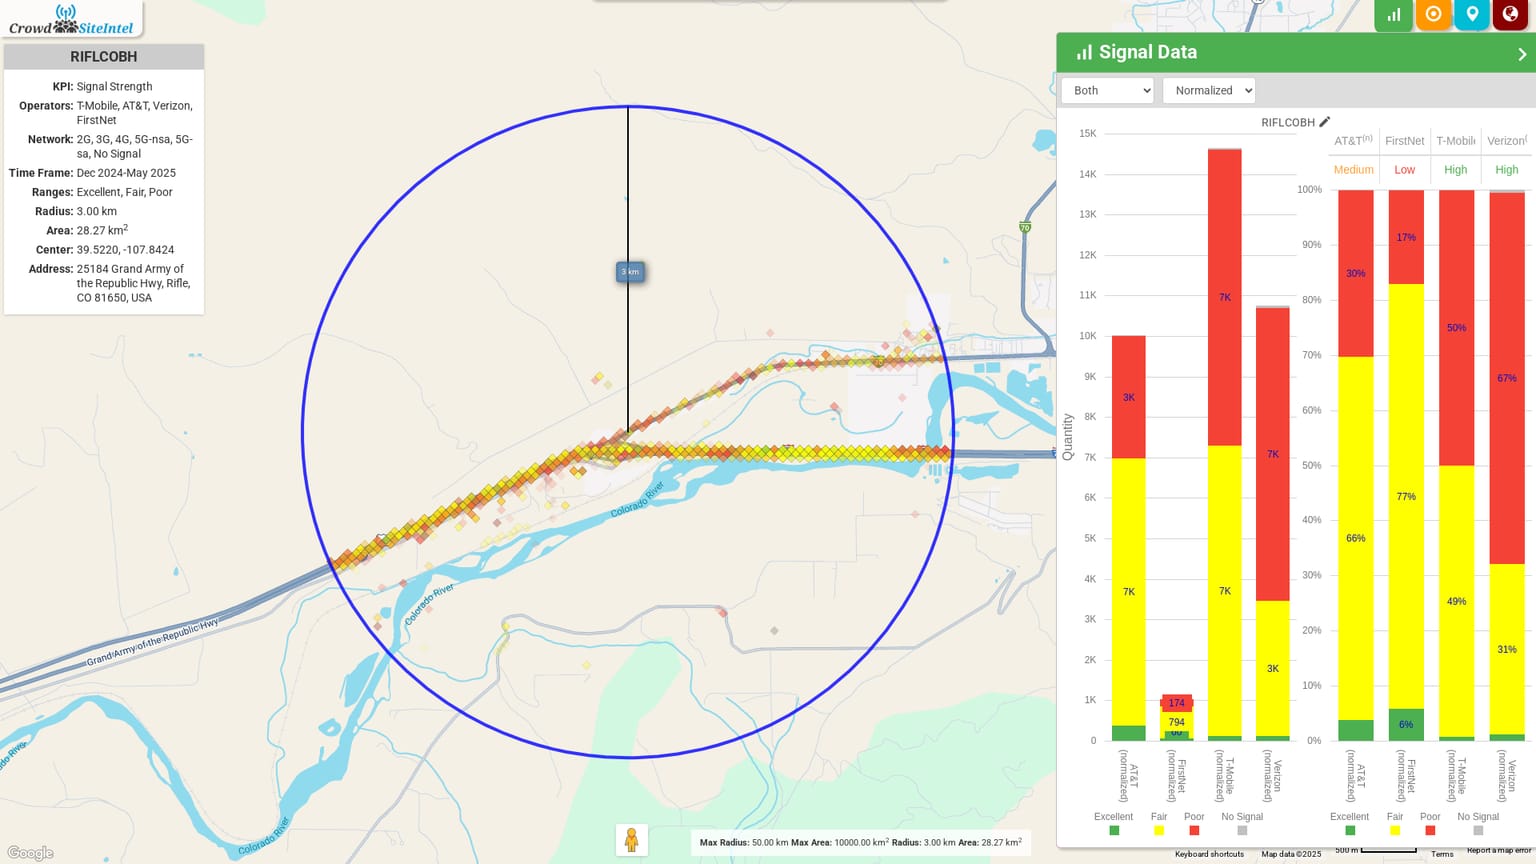 Crowd SiteIntel
RIFLCOBH
KPI: Signal Strength
Operators: T-Mobile, AT&T, Verizon,
FirstNet
Network: 2G, 3G, 4G, 5G-nsa, 5G-
sa, No Signal
Time Frame: Dec 2024-May 2025
Ranges: Excellent, Fair, Poor
Radius: 3.00 km
Area: 28.27 km²
Center: 39.5220, -107.8424
Address: 25184 Grand Army of
the Republic Hwy, Rifle,
CO 81650, USA
3 km
70
Colorado River
Colorado River
Grand Army of the Republic Hwy
Colorado River
River
Google
Max Radius: 50.00 km Max Area: 10000.00 km² Radius: 3.00 km Area: 28.27 km²
Signal Data
Both
Normalized
RIFLCOBH
15K
14K
13K
12K
11K
10K
9K
8K
7K
6K
5K
4K
3K
2K
1K
0
Quantity
3K
7K
174
794
60
7K
7K
7K
3K
AT&T
(normalized)
FirstNet
(normalized)
T-Mobile
(normalized)
Verizon
(normalized)
Excellent Fair Poor No Signal
AT&T(n) FirstNet T-Mobil Verizon(
Medium Low High High
100%
90%
80%
70%
60%
50%
40%
30%
20%
10%
0%
30%
66%
17%
77%
6%
50%
49%
67%
31%
AT&T
(normalized)
FirstNet
(normalized)
T-Mobile
(normalized)
Verizon
(normalized)
Excellent Fair Poor No Signal
Keyboard shortcuts Map data ©2025 500 m Terms Report a map error